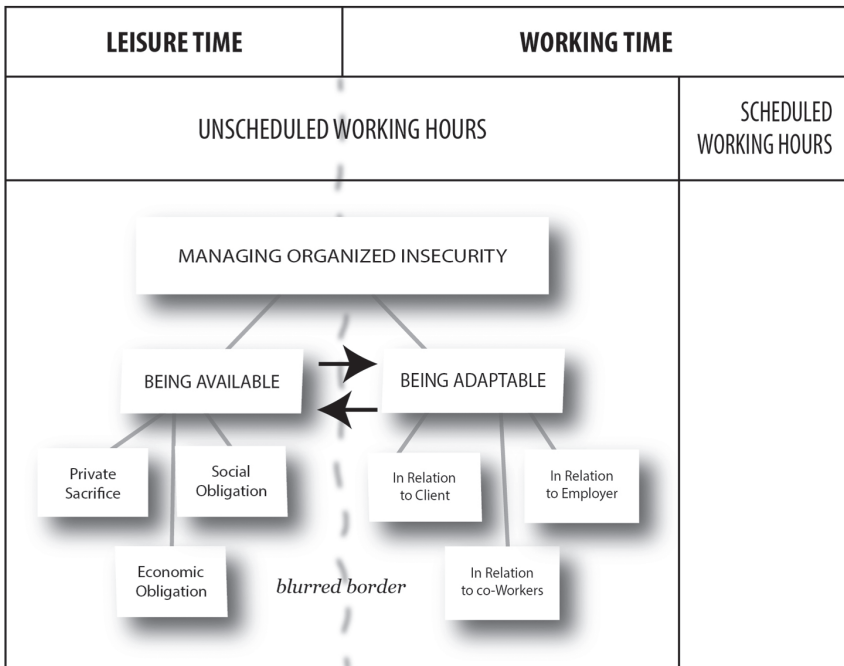 LEISURE TIME
WORKING TIME
UNSCHEDULED WORKING HOURS
SCHEDULED
WORKING HOURS
MANAGING ORGANIZED INSECURITY
BEING AVAILABLE
BEING ADAPTABLE
Private
Sacrifice
Social
Obligation
Economic
Obligation
In Relation
to Client
In Relation
to Employer
In Relation
to co-Workers
blurred border